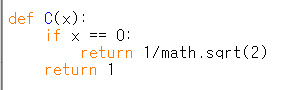 def C(x):
    if x == 0:
        return 1/math.sqrt(2)
    return 1